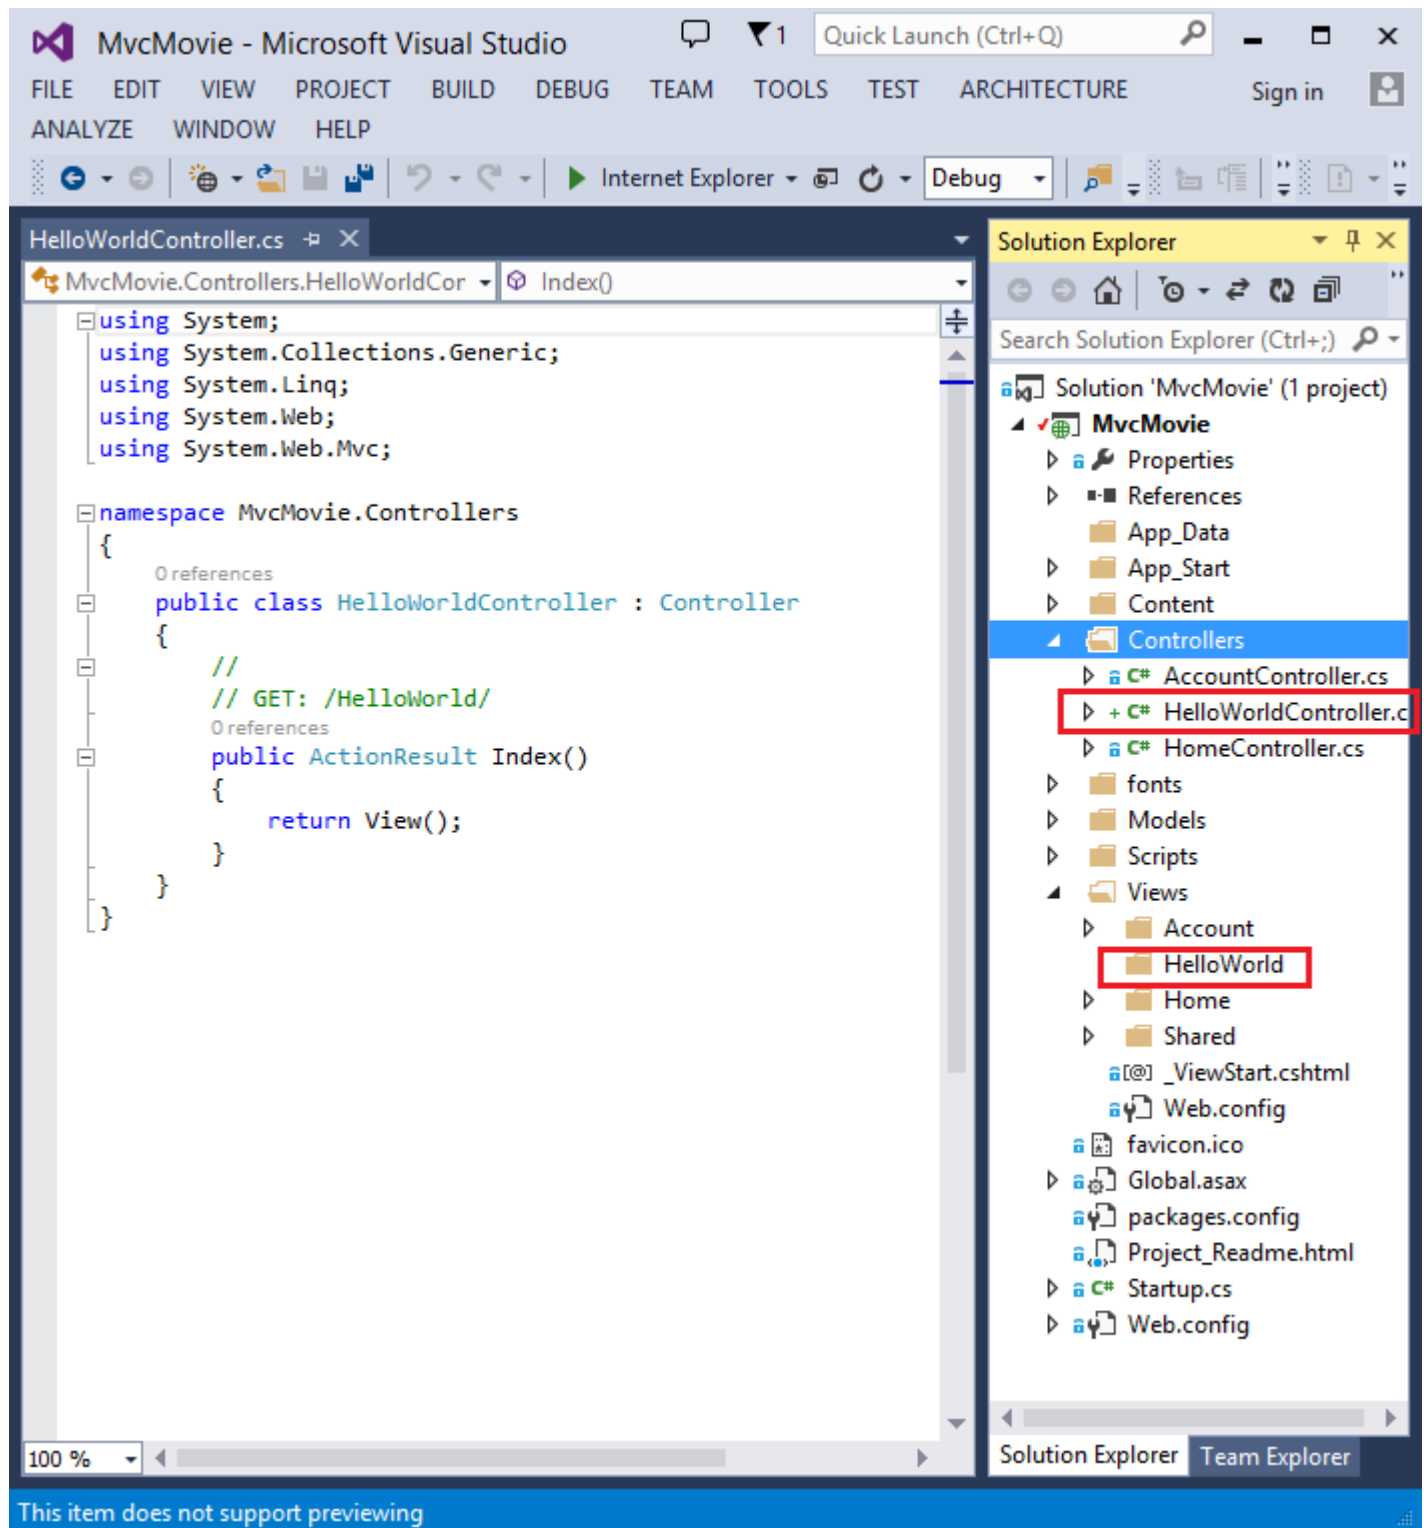 MvcMovie - Microsoft Visual Studio
1
Quick Launch (Ctrl+Q)
FILE EDIT VIEW PROJECT BUILD DEBUG TEAM TOOLS TEST ARCHITECTURE Sign in
ANALYZE WINDOW HELP
Internet Explorer Debug
HelloWorldController.cs
MvcMovie.Controllers.HelloWorldCor
Index()
using System;
using System.Collections.Generic;
using System.Linq;
using System.Web;
using System.Web.Mvc;
namespace MvcMovie.Controllers
{
0 references
public class HelloWorldController : Controller
{
//
// GET: /HelloWorld/
0 references
public ActionResult Index()
{
return View();
}
}
}
100 %
Solution Explorer
Search Solution Explorer (Ctrl+;)
Solution 'MvcMovie' (1 project)
MvcMovie
Properties
References
App_Data
App_Start
Content
Controllers
C# AccountController.cs
+ C# HelloWorldController.c
C# HomeController.cs
fonts
Models
Scripts
Views
Account
HelloWorld
Home
Shared
[@] _ViewStart.cshtml
Web.config
favicon.ico
Global.asax
packages.config
Project_Readme.html
C# Startup.cs
Web.config
Solution Explorer Team Explorer
This item does not support previewing